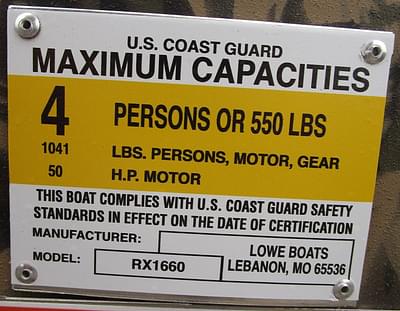 U.S. COAST GUARD
MAXIMUM CAPACITIES
4 PERSONS OR 550 LBS
1041 LBS. PERSONS, MOTOR, GEAR
50 H.P. MOTOR
THIS BOAT COMPLIES WITH U.S. COAST GUARD SAFETY
STANDARDS IN EFFECT ON THE DATE OF CERTIFICATION
MANUFACTURER: LOWE BOATS
LEBANON, MO 65536
MODEL: RX1660